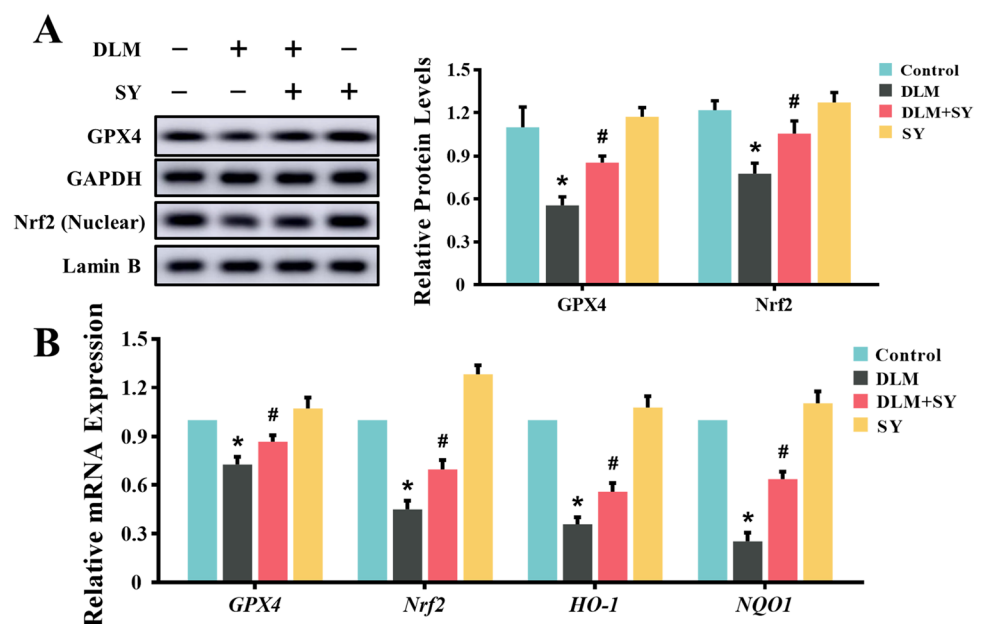 A
DLM − + + −
SY − − + +
GPX4
GAPDH
Nrf2 (Nuclear)
Lamin B
Relative Protein Levels
1.5
1.2
0.9
0.6
0.3
0
* # * #
GPX4 Nrf2
Control
DLM
DLM+SY
SY
B
Relative mRNA Expression
1.5
1.2
0.9
0.6
0.3
0
* # * # * # * #
GPX4 Nrf2 HO-1 NQO1
Control
DLM
DLM+SY
SY